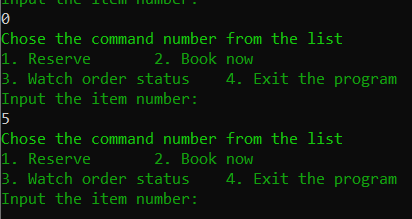 Input the item number:
0
Chose the command number from the list
1. Reserve 2. Book now
3. Watch order status 4. Exit the program
Input the item number:
5
Chose the command number from the list
1. Reserve 2. Book now
3. Watch order status 4. Exit the program
Input the item number: